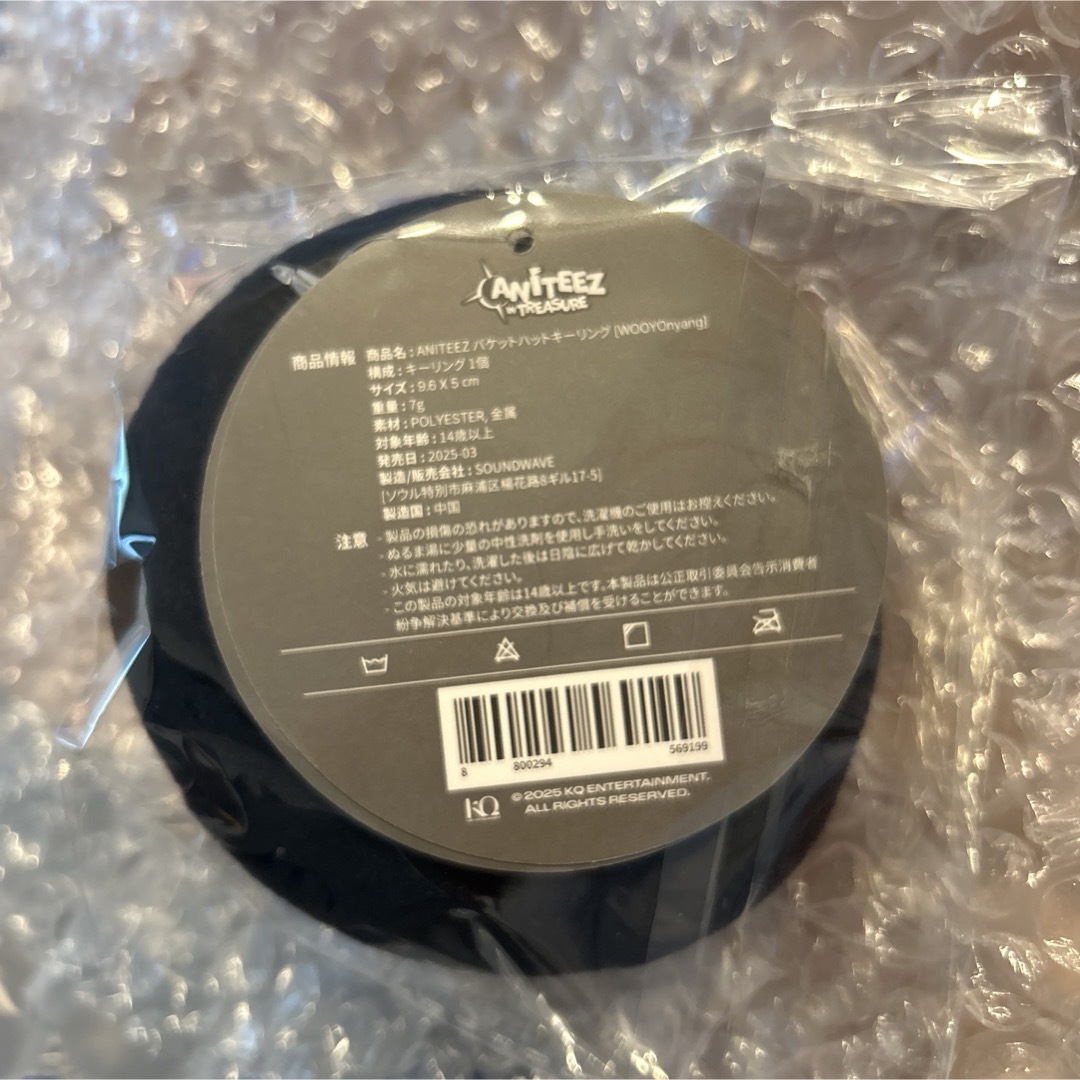 ANITEEZ
IN TREASURE
商品情報 商品名 : ANITEEZ バケットハットキーリング [WOOYOnyang]
構成 : キーリング 1個
サイズ : 9.6 X 5 cm
重量 : 7g
素材 : POLYESTER, 金属
対象年齢 : 14歳以上
発売日 : 2025-03
製造/販売会社 : SOUNDWAVE
[ソウル特別市麻浦区楊花路8ギル17-5]
製造国 : 中国
注意 - 製品の損傷の恐れがありますので、洗濯機のご使用はお控えください。
- ぬるま湯に少量の中性洗剤を使用し手洗いをしてください。
- 水に濡れたり、洗濯した後は日陰に広げて乾かしてください。
- 火気は避けてください。
- この製品の対象年齢は14歳以上です。本製品は公正取引委員会告示消費者
紛争解決基準により交換及び補償を受けることができます。
8 800294 569199
KQ © 2025 KQ ENTERTAINMENT.
ALL RIGHTS RESERVED.